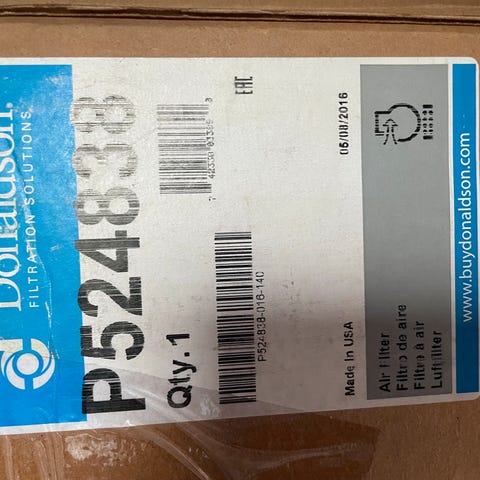 Donaldson.
FILTRATION SOLUTIONS
P524838
Qty.1
P524838-016-140
EAC
Made in USA
05/08/2016
Air Filter
Filtro de aire
Filtre à air
Luftfilter
www.buydonaldson.com